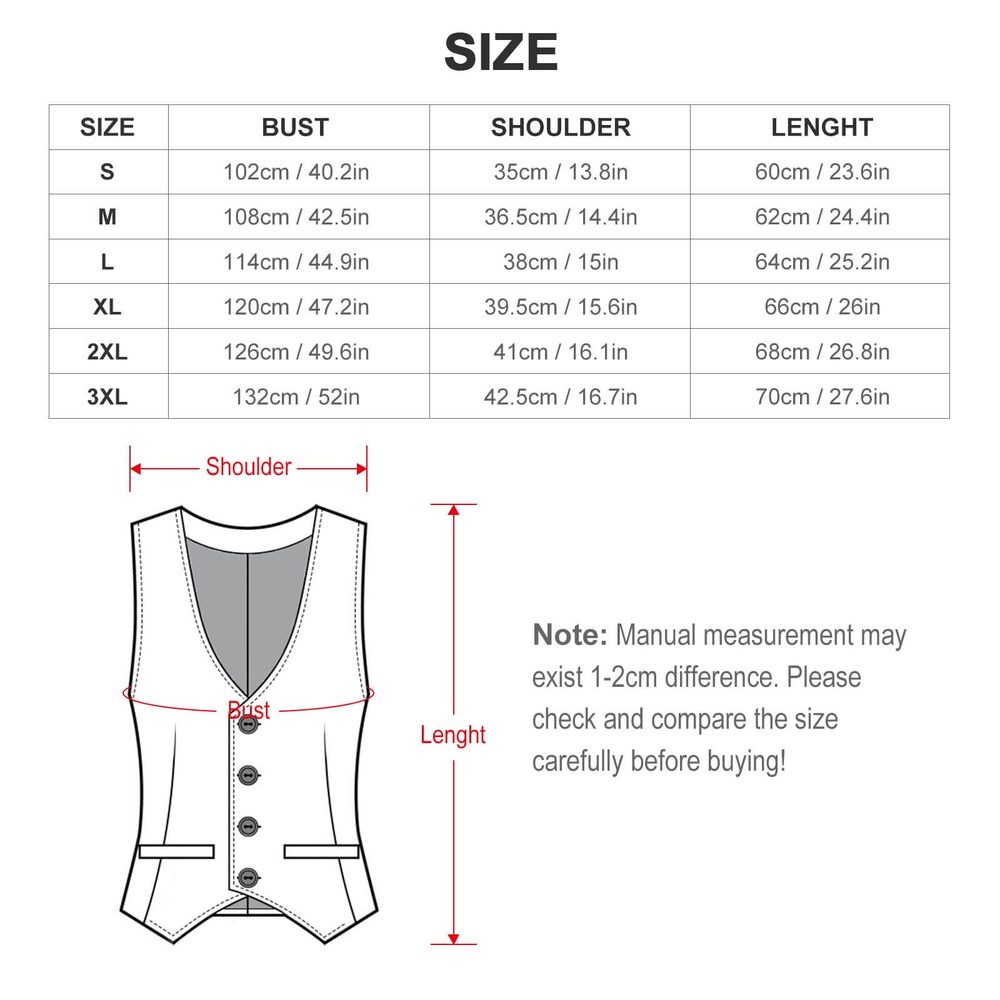 SIZE
SIZE BUST SHOULDER LENGHT
S 102cm / 40.2in 35cm / 13.8in 60cm / 23.6in
M 108cm / 42.5in 36.5cm / 14.4in 62cm / 24.4in
L 114cm / 44.9in 38cm / 15in 64cm / 25.2in
XL 120cm / 47.2in 39.5cm / 15.6in 66cm / 26in
2XL 126cm / 49.6in 41cm / 16.1in 68cm / 26.8in
3XL 132cm / 52in 42.5cm / 16.7in 70cm / 27.6in
Shoulder
Bust
Lenght
Note: Manual measurement may
exist 1-2cm difference. Please
check and compare the size
carefully before buying!